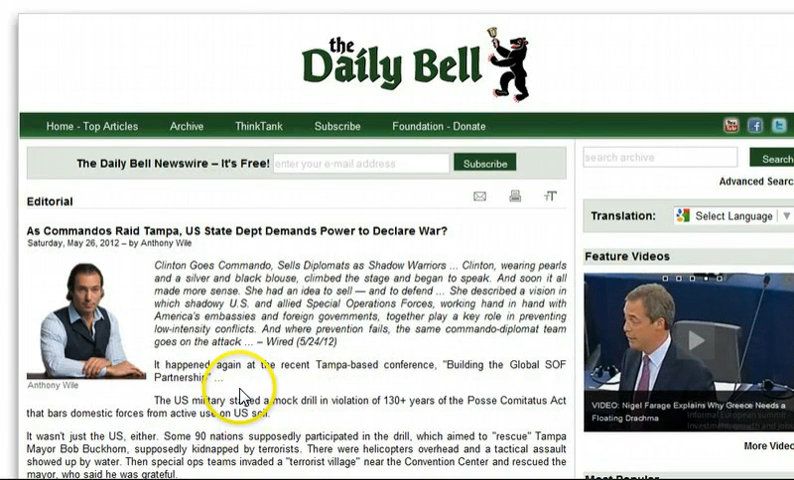 the
Daily Bell
Home - Top Articles Archive ThinkTank Subscribe Foundation - Donate
The Daily Bell Newswire – It's Free! enter your e-mail address Subscribe
search archive Search
Advanced Searc
Editorial
Translation: Select Language
As Commandos Raid Tampa, US State Dept Demands Power to Declare War?
Saturday, May 26, 2012 – by Anthony Wile
Clinton Goes Commando, Sells Diplomats as Shadow Warriors ... Clinton, wearing pearls
and a silver and black blouse, climbed the stage and began to speak. And soon it all
made more sense. She had an idea to sell — and to defend ... She described a vision in
which shadowy U.S. and allied Special Operations Forces, working hand in hand with
America's embassies and foreign governments, together play a key role in preventing
low-intensity conflicts. And where prevention fails, the same commando-diplomat team
goes on the attack ... – Wired (5/24/12)
Anthony Wile
It happened again at the recent Tampa-based conference, "Building the Global SOF
Partnership" ...
The US military staged a mock drill in violation of 130+ years of the Posse Comitatus Act
that bars domestic forces from active use on US soil.
It wasn't just the US, either. Some 90 nations supposedly participated in the drill, which aimed to "rescue" Tampa
Mayor Bob Buckhorn, supposedly kidnapped by terrorists. There were helicopters overhead and a tactical assault
showed up by water. Then special ops teams invaded a "terrorist village" near the Convention Center and rescued the
mayor, who said he was grateful.
Feature Videos
VIDEO: Nigel Farage Explains Why Greece Needs a
Floating Drachma
More Video
Most Popular